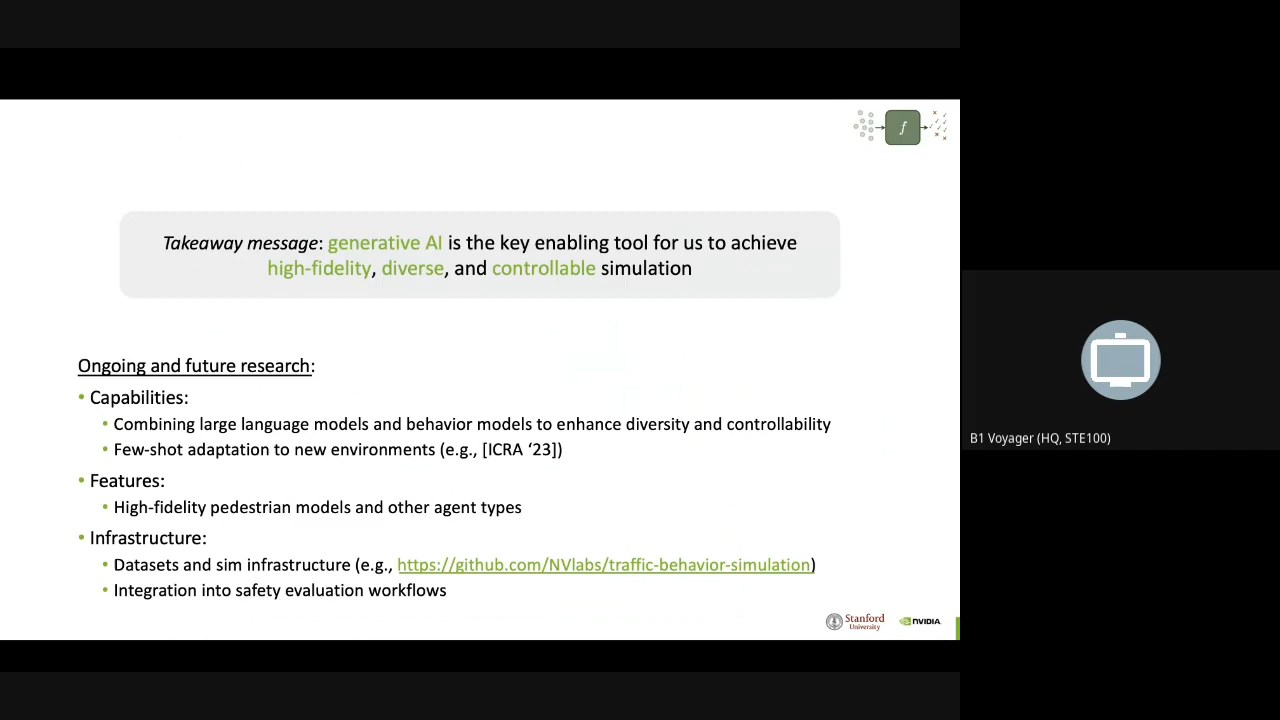 f
Takeaway message: generative AI is the key enabling tool for us to achieve
high-fidelity, diverse, and controllable simulation
Ongoing and future research:
• Capabilities:
• Combining large language models and behavior models to enhance diversity and controllability
• Few-shot adaptation to new environments (e.g., [ICRA ‘23])
• Features:
• High-fidelity pedestrian models and other agent types
• Infrastructure:
• Datasets and sim infrastructure (e.g., https://github.com/NVlabs/traffic-behavior-simulation)
• Integration into safety evaluation workflows
Stanford
University
NVIDIA
B1 Voyager (HQ, STE100)